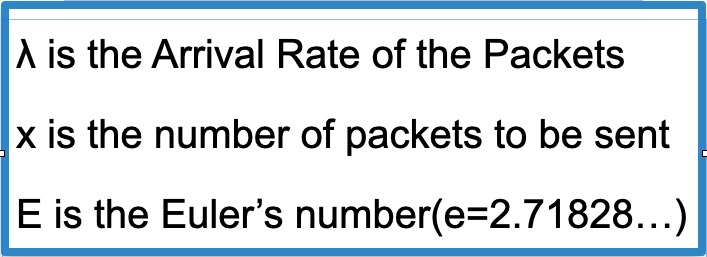 λ is the Arrival Rate of the Packets
x is the number of packets to be sent
E is the Euler’s number(e=2.71828…)